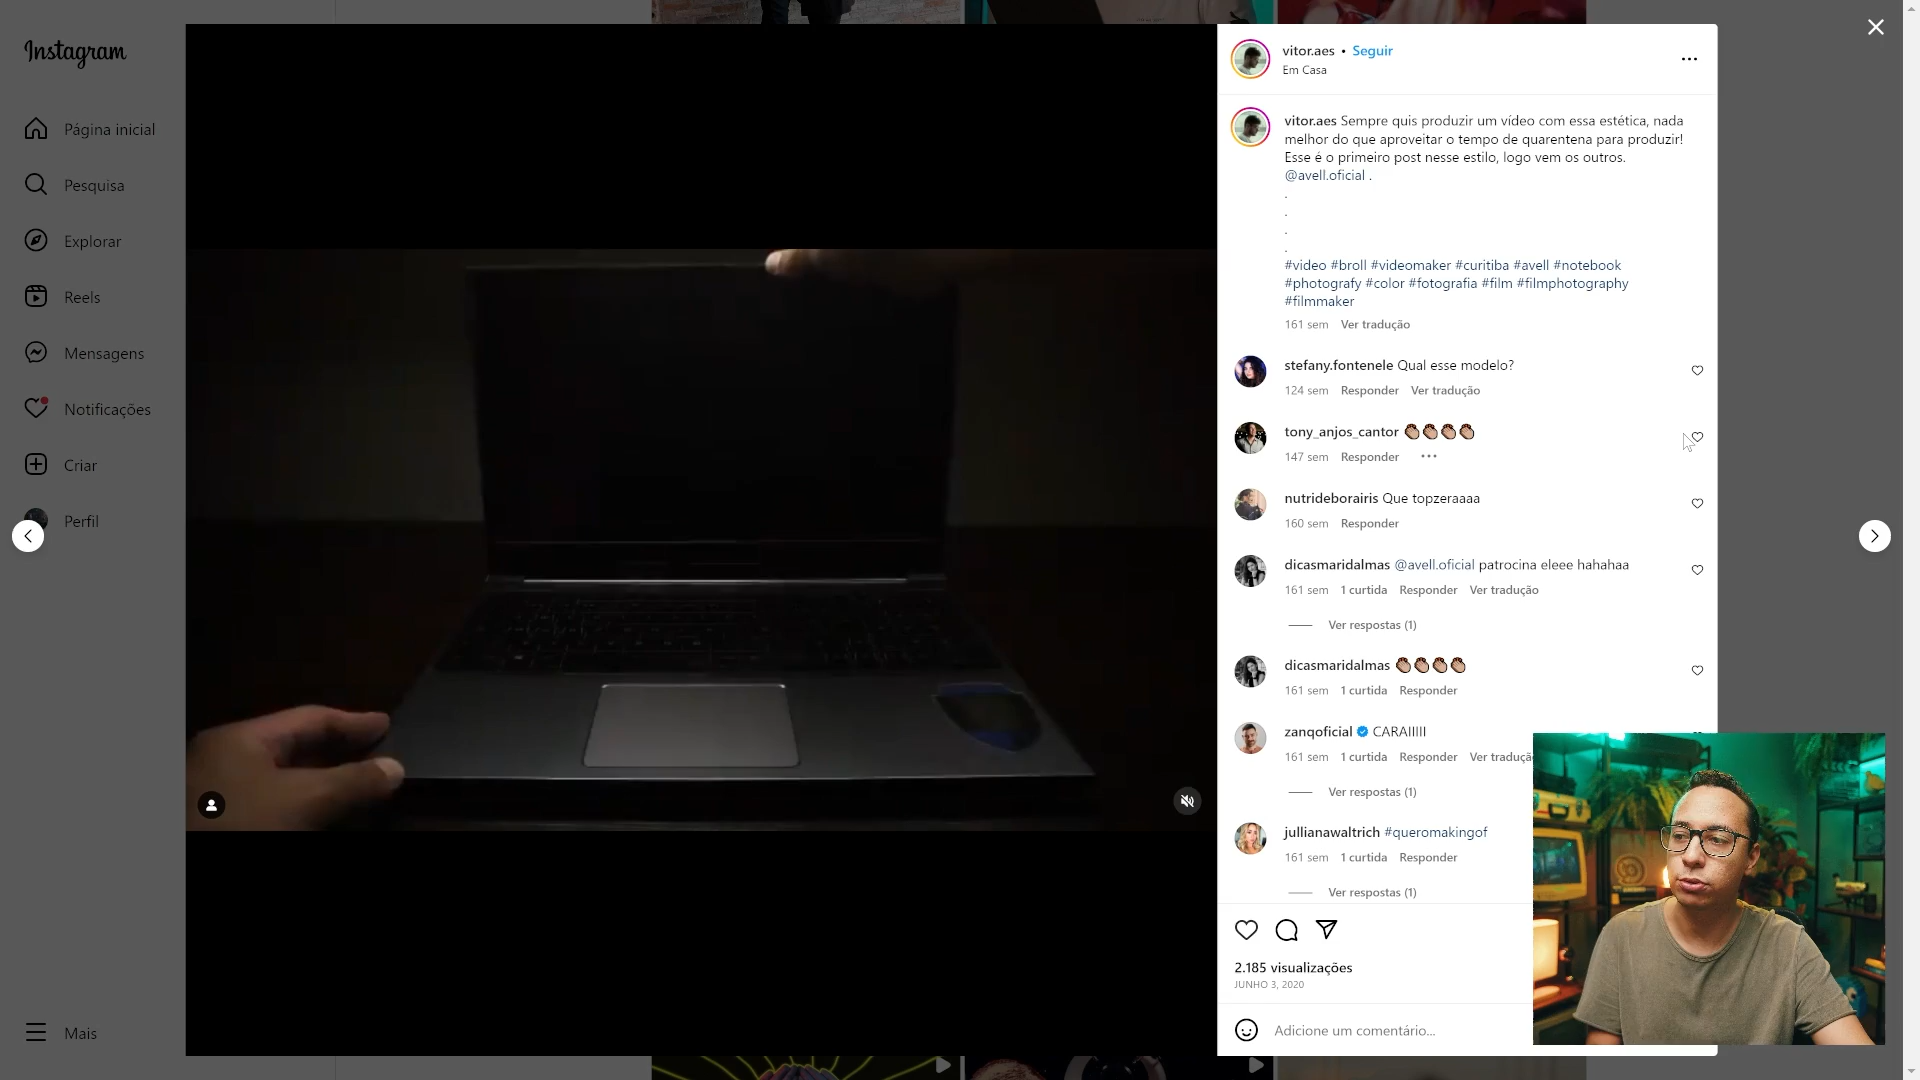 Instagram
Página inicial
Pesquisa
Explorar
Reels
Mensagens
Notificações
Criar
Perfil
Mais
vitor.aes • Seguir
Em Casa
vitor.aes Sempre quis produzir um vídeo com essa estética, nada
melhor do que aproveitar o tempo de quarentena para produzir!
Esse é o primeiro post nesse estilo, logo vem os outros.
@avell.oficial .
.
.
.
.
#video #broll #videomaker #curitiba #avell #notebook
#photografy #color #fotografia #film #filmphotography
#filmmaker
161 sem Ver tradução
stefany.fontenele Qual esse modelo?
124 sem Responder Ver tradução
tony_anjos_cantor 👏🏼👏🏼👏🏼👏🏼
147 sem Responder
nutrideborairis Que topzeraaaa
160 sem Responder
dicasmaridalmas @avell.oficial patrocina eleee hahahaa
161 sem 1 curtida Responder Ver tradução
Ver respostas (1)
dicasmaridalmas 👏🏼👏🏼👏🏼👏🏼
161 sem 1 curtida Responder
zanqoficial CARAIIIII
161 sem 1 curtida Responder Ver traduçã
Ver respostas (1)
jullianawaltrich #queromakingof
161 sem 1 curtida Responder
Ver respostas (1)
2.185 visualizações
JUNHO 3, 2020
Adicione um comentário...